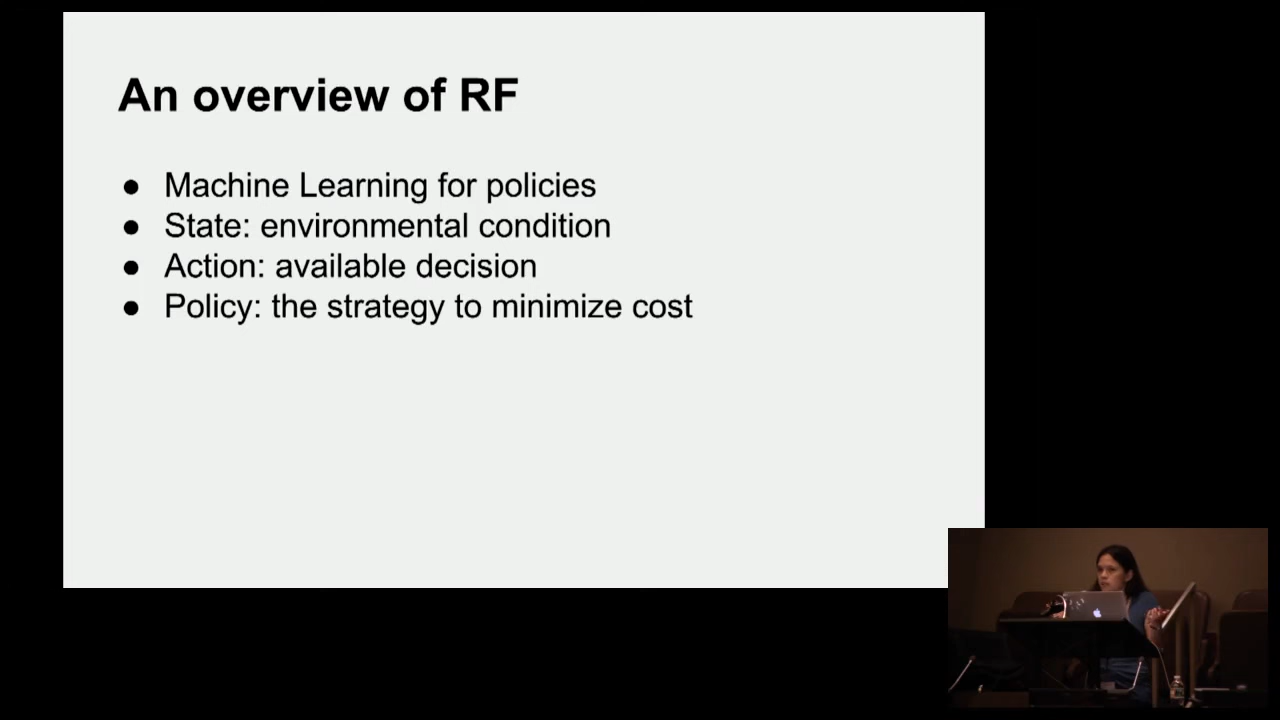 An overview of RF
● Machine Learning for policies
● State: environmental condition
● Action: available decision
● Policy: the strategy to minimize cost